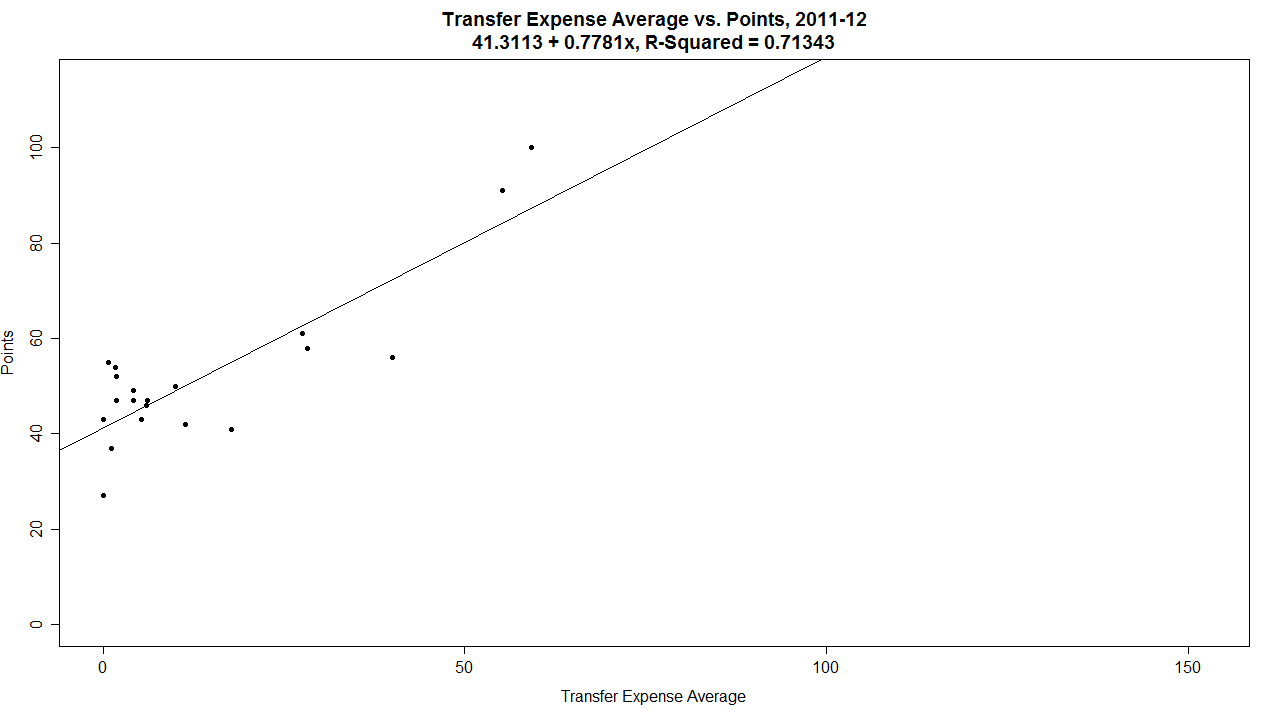 Transfer Expense Average vs. Points, 2011-12
41.3113 + 0.7781x, R-Squared = 0.71343
Points
100
80
60
40
20
0
0
50
100
150
Transfer Expense Average